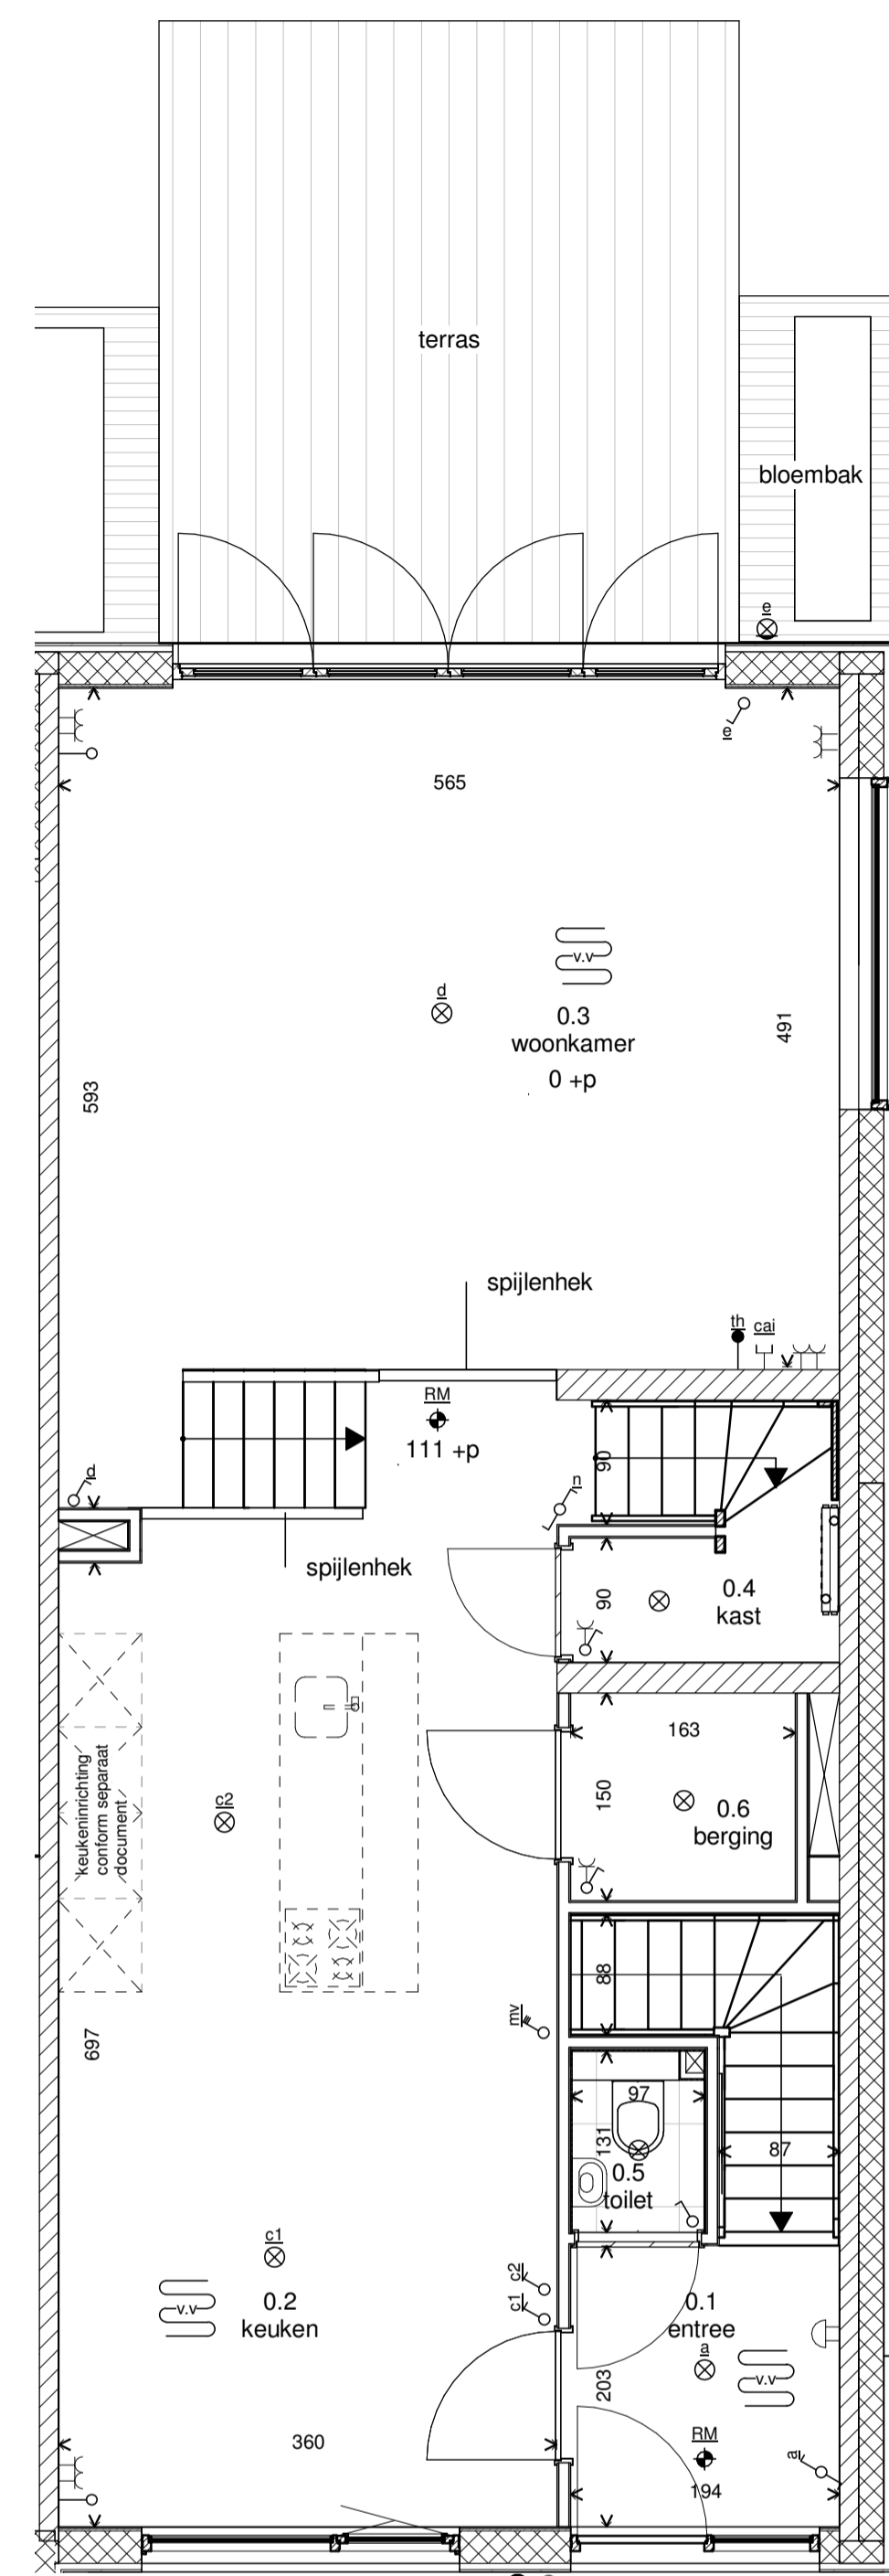 terras
bloembak
e
e
565
v.v
d
0.3
woonkamer
0 +p
491
593
spijlenhek
th
cai
RM
111 +p
90
d
n
spijlenhek
0.4
kast
90
163
keukeninrichting
conform separaat
document
c2
150
0.6
berging
88
mv
697
97
131
87
0.5
toilet
c1
c2
c1
v.v
0.2
keuken
0.1
entree
a
v.v
203
360
RM
a
194